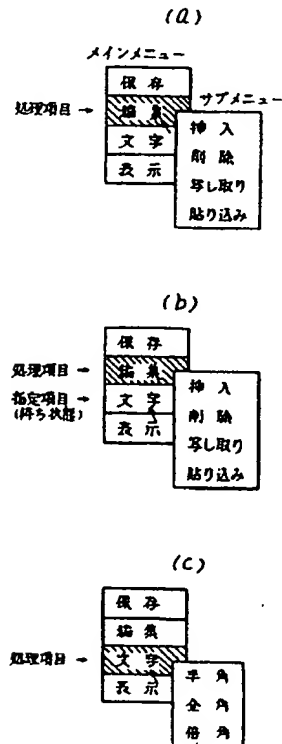 (a)
メインメニュー
保存
処理項目→
編集
サブメニュー
文字
表示
挿入
削除
写し取り
貼り込み
(b)
保存
処理項目→
編集
指定項目→
(待ち状態)
文字
表示
挿入
削除
写し取り
貼り込み
(c)
保存
編集
処理項目→
文字
表示
半角
全角
倍角